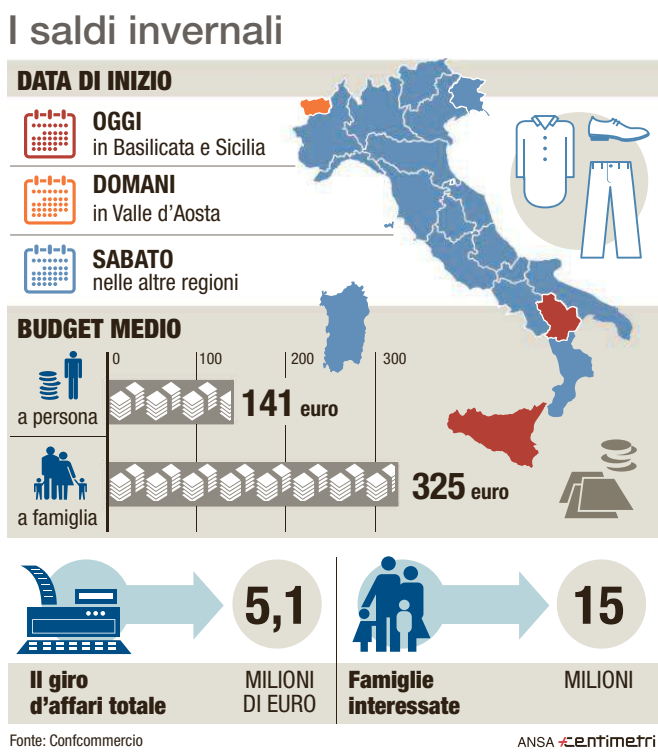 I saldi invernali
DATA DI INIZIO
OGGI
in Basilicata e Sicilia
DOMANI
in Valle d'Aosta
SABATO
nelle altre regioni
BUDGET MEDIO
0 100 200 300
a persona
141 euro
a famiglia
325 euro
5,1
15
Il giro
d'affari totale
MILIONI
DI EURO
Famiglie
interessate
MILIONI
Fonte: Confcommercio
ANSA centimetri